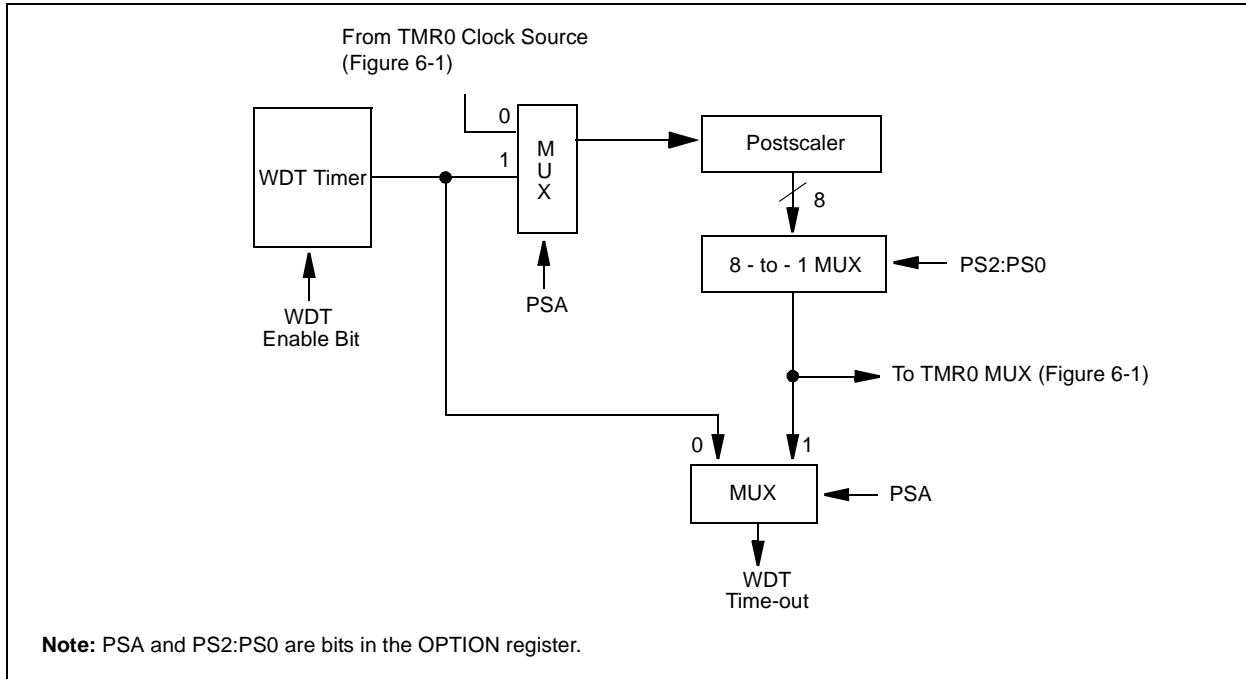 From TMR0 Clock Source
(Figure 6-1)
0
1
M
U
X
WDT Timer
Postscaler
8
8 - to - 1 MUX
PS2:PS0
PSA
WDT
Enable Bit
To TMR0 MUX (Figure 6-1)
0
1
MUX
PSA
WDT
Time-out
Note: PSA and PS2:PS0 are bits in the OPTION register.